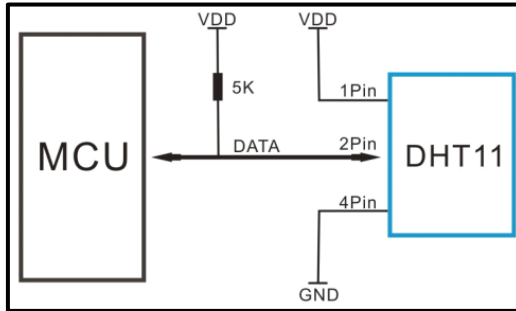 VDD
VDD
5K
1Pin
MCU
DATA
2Pin
DHT11
4Pin
GND